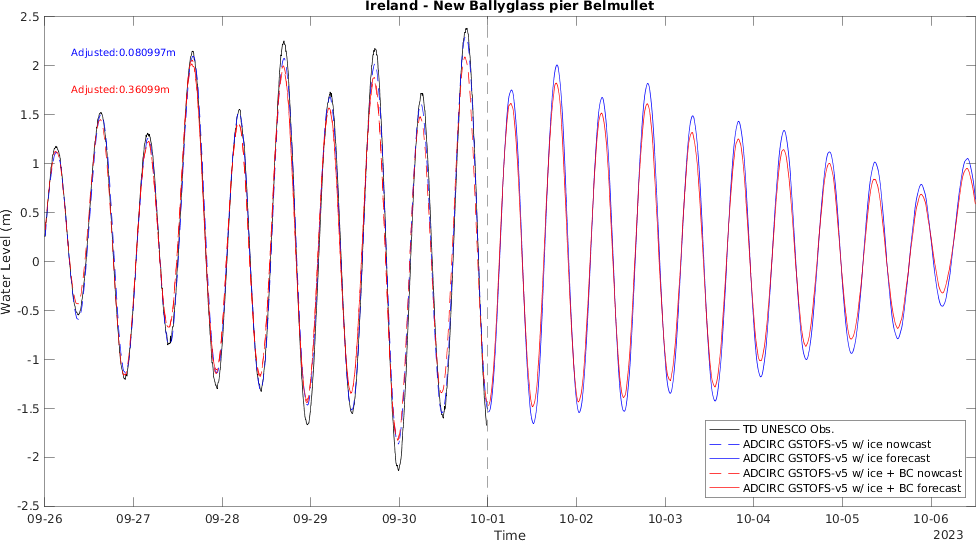 Ireland - New Ballyglass pier Belmullet
2.5
Adjusted:0.080997m
2
Adjusted:0.36099m
1.5
1
0.5
0
-0.5
-1
-1.5
-2
-2.5
Water Level (m)
TD UNESCO Obs.
ADCIRC GSTOFS-v5 w/ ice nowcast
ADCIRC GSTOFS-v5 w/ ice forecast
ADCIRC GSTOFS-v5 w/ ice + BC nowcast
ADCIRC GSTOFS-v5 w/ ice + BC forecast
09-26 09-27 09-28 09-29 09-30 10-01 10-02 10-03 10-04 10-05 10-06
Time
2023